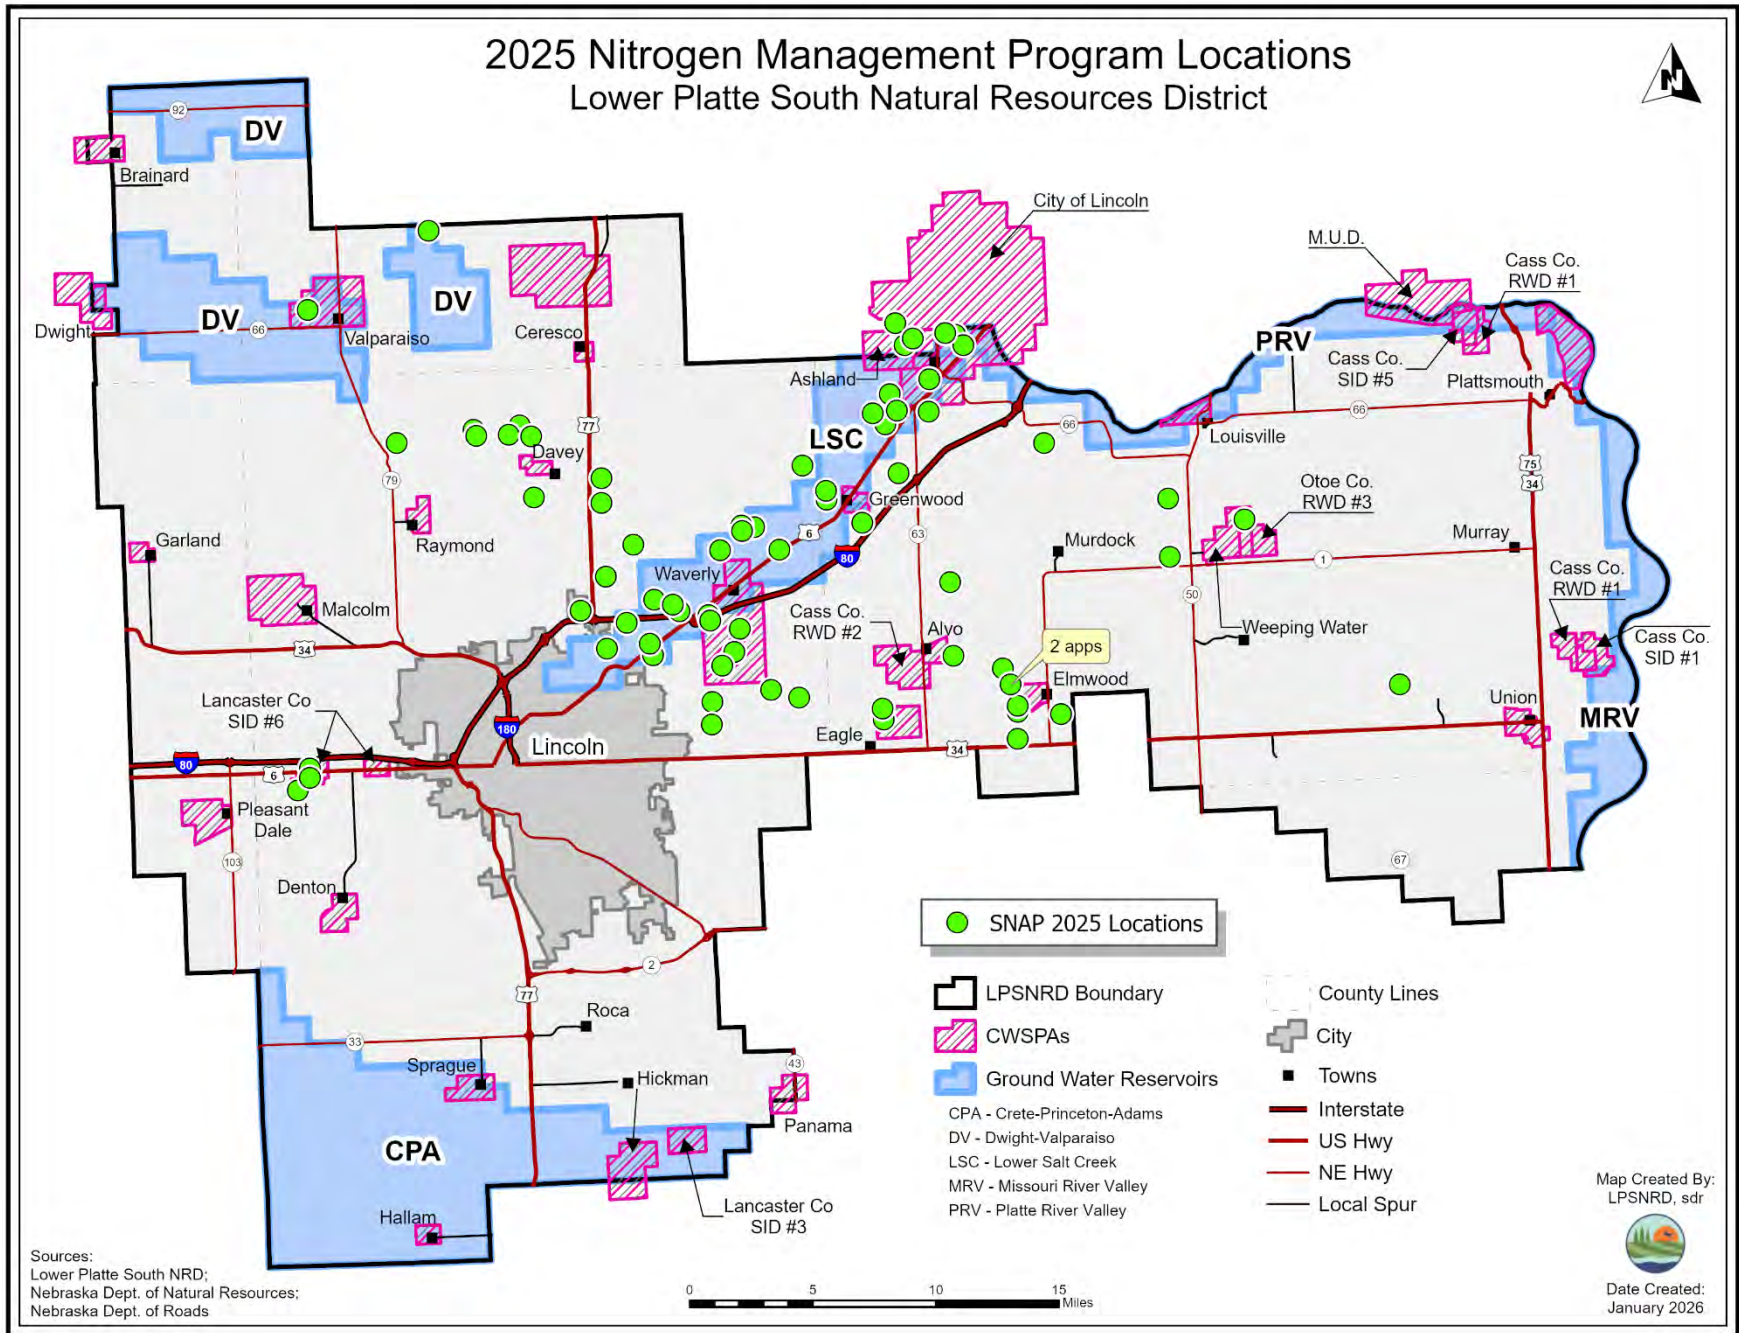 2025 Nitrogen Management Program Locations
Lower Platte South Natural Resources District
N
92
DV
Brainard
City of Lincoln
M.U.D.
Cass Co.
RWD #1
DV
DV
Dwight
66
Valparaiso
Ceresco
Ashland
PRV
Cass Co.
SID #5
Plattsmouth
77
66
66
LSC
Louisville
Davey
79
75
34
Greenwood
Otoe Co.
RWD #3
6
63
Garland
Raymond
80
Murdock
Murray
1
Waverly
Cass Co.
RWD #1
50
Malcolm
Cass Co.
RWD #2
Alvo
Weeping Water
Cass Co.
SID #1
34
2 apps
Elmwood
Lancaster Co
SID #6
Union
MRV
180
Lincoln
Eagle
34
80
6
Pleasant
Dale
103
67
Denton
SNAP 2025 Locations
2
77
LPSNRD Boundary
County Lines
Roca
CWSPAs
City
33
Sprague
43
Hickman
Ground Water Reservoirs
Towns
CPA - Crete-Princeton-Adams
Interstate
Panama
DV - Dwight-Valparaiso
US Hwy
CPA
LSC - Lower Salt Creek
NE Hwy
MRV - Missouri River Valley
Local Spur
PRV - Platte River Valley
Lancaster Co
SID #3
Hallam
Map Created By:
LPSNRD, sdr
Sources:
Lower Platte South NRD;
Nebraska Dept. of Natural Resources;
Nebraska Dept. of Roads
0 5 10 15
Miles
Date Created:
January 2026